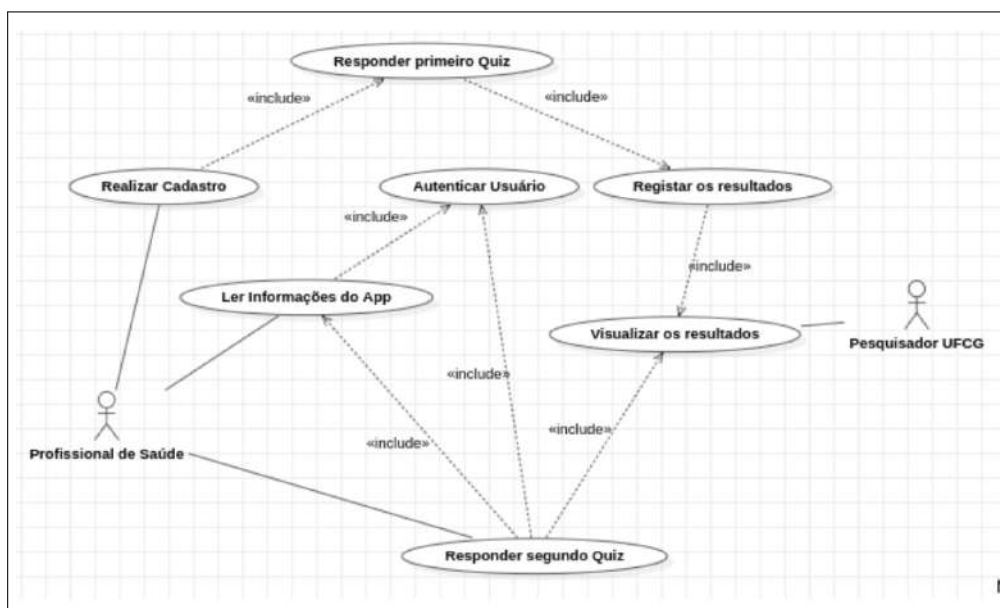 Responder primeiro Quiz
«include»
«include»
Realizar Cadastro
Autenticar Usuário
Registar os resultados
«include»
«include»
Ler Informações do App
Visualizar os resultados
Pesquisador UFCG
«include»
«include»
«include»
Profissional de Saúde
Responder segundo Quiz